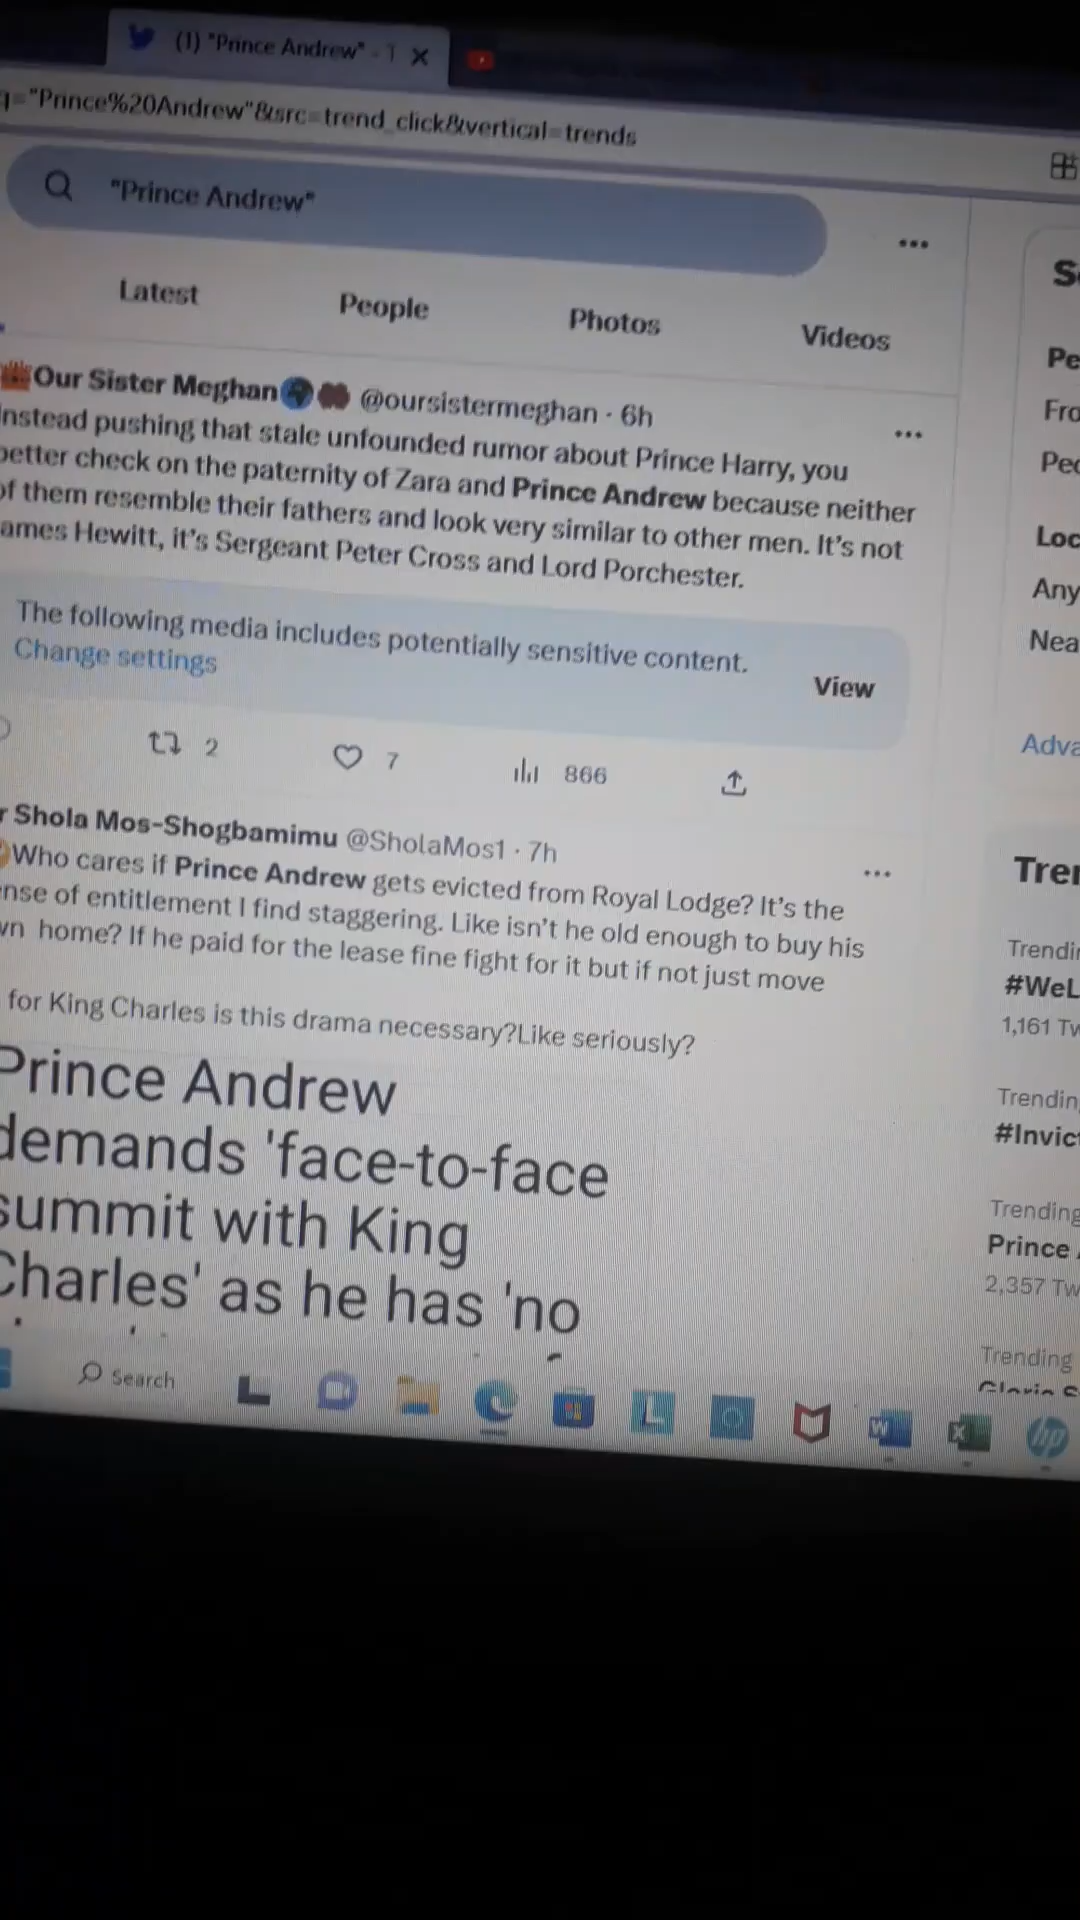 (1) "Prince Andrew" -
="Prince%20Andrew"&src=trend_click&vertical=trends
"Prince Andrew"
Latest People Photos Videos
Our Sister Meghan @oursistermeghan · 6h
nstead pushing that stale unfounded rumor about Prince Harry, you
etter check on the paternity of Zara and Prince Andrew because neither
of them resemble their fathers and look very similar to other men. It's not
ames Hewitt, it's Sergeant Peter Cross and Lord Porchester.
The following media includes potentially sensitive content.
Change settings
View
2 7 866
r Shola Mos-Shogbamimu @SholaMos1 · 7h
Who cares if Prince Andrew gets evicted from Royal Lodge? It's the
nse of entitlement I find staggering. Like isn't he old enough to buy his
wn home? If he paid for the lease fine fight for it but if not just move
for King Charles is this drama necessary?Like seriously?
Prince Andrew
demands 'face-to-face
summit with King
Charles' as he has 'no
Pe
Fro
Loc
Any
Nea
Adva
Trer
Trendin
#WeL
1,161 Tw
Trendin
#Invict
Trending
Prince
2,357 Tw
Trending
Search
hp